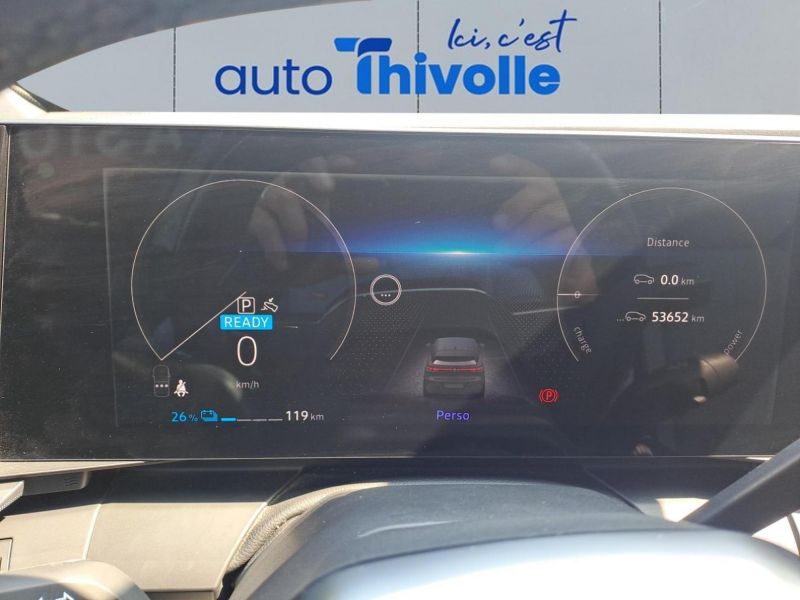 Ici, c'est
auto Thivolle
Distance
P
0.0 km
READY
...
...53652 km
0
0
charge
power
km/h
26% 119 km
Perso
P